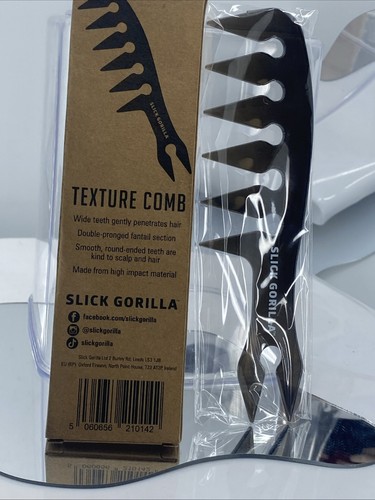 SLICK GORILLA
TEXTURE COMB
Wide teeth gently penetrates hair
Double-pronged fantail section
Smooth, round-ended teeth are
kind to scalp and hair
Made from high impact material
SLICK GORILLA
facebook.com/slickgorilla
@slickgorilla
slickgorilla
5 060656 210142
SLICK GORILLA